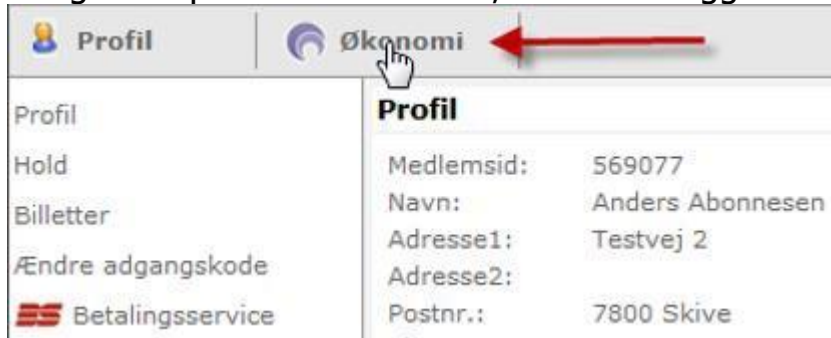 Profil Økonomi
Profil
Hold
Billetter
Ændre adgangskode
Betalingsservice
Profil
Medlemsid: 569077
Navn: Anders Abonnesen
Adresse1: Testvej 2
Adresse2:
Postnr.: 7800 Skive